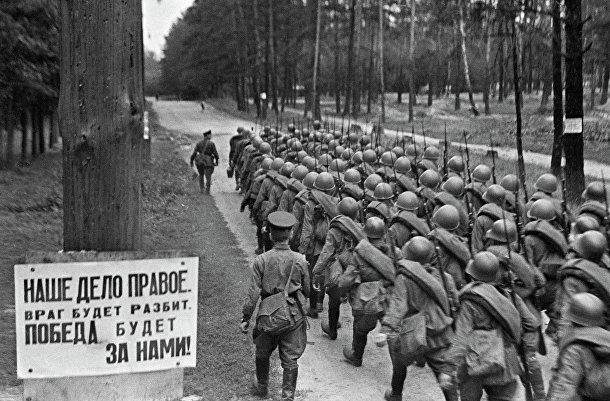 НАШЕ ДЕЛО ПРАВОЕ.
ВРАГ БУДЕТ РАЗБИТ.
ПОБЕДА БУДЕТ
ЗА НАМИ!